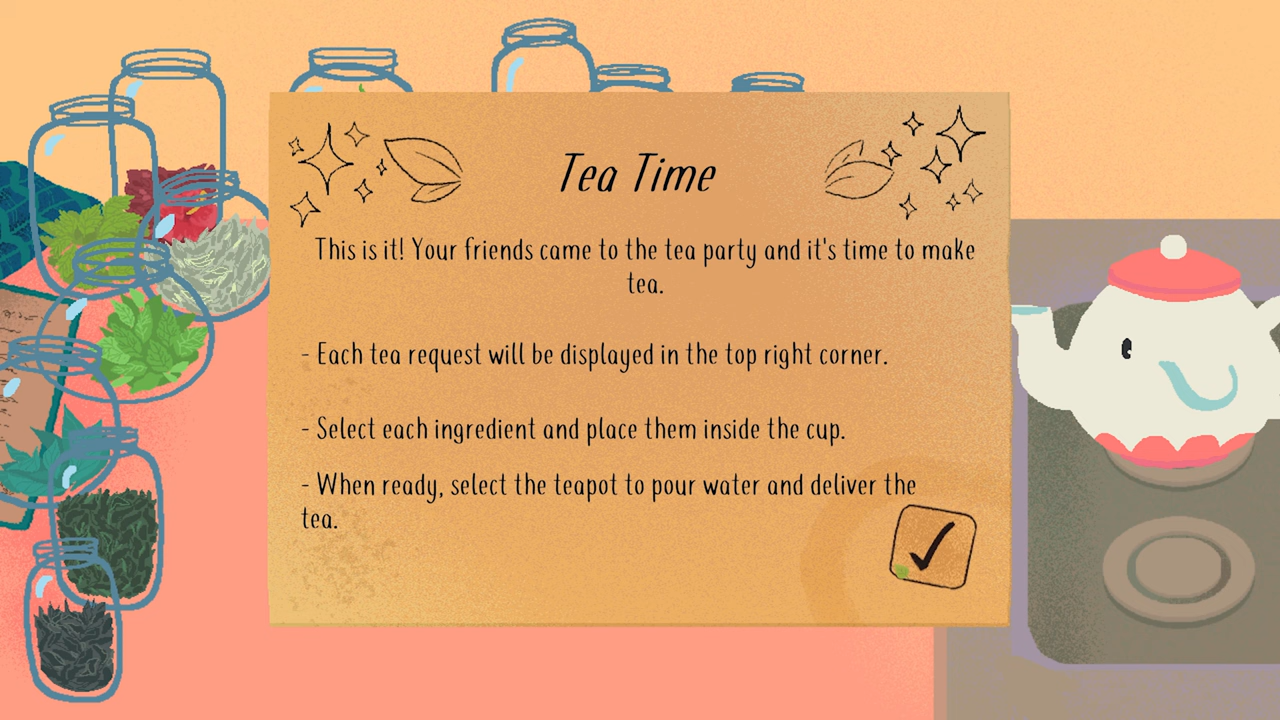 Tea Time
This is it! Your friends came to the tea party and it's time to make
tea.
- Each tea request will be displayed in the top right corner.
- Select each ingredient and place them inside the cup.
- When ready, select the teapot to pour water and deliver the
tea.